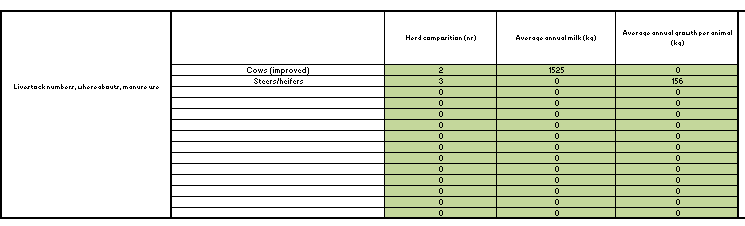 Herd composition (nr) Average annual milk (kg) Average annual growth per animal
(kg)
Cows (improved) 2 1525 0
Livestock numbers, whereabouts, manure use
Steers/heifers 3 0 156
0 0 0
0 0 0
0 0 0
0 0 0
0 0 0
0 0 0
0 0 0
0 0 0
0 0 0
0 0 0
0 0 0
0 0 0